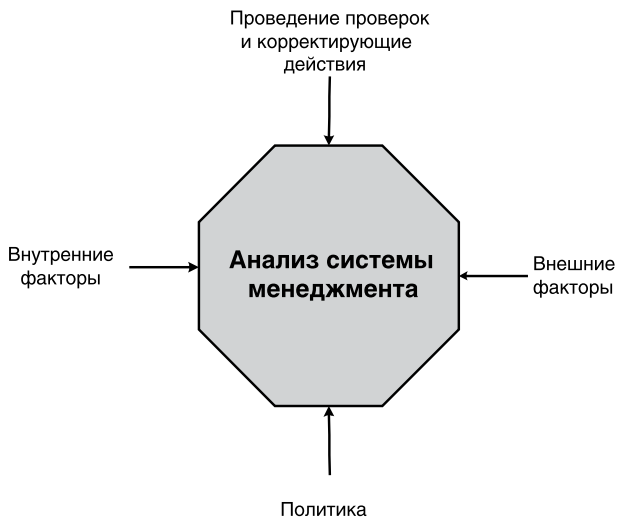 Проведение проверок
и корректирующие
действия
Внутренние
факторы
Анализ системы
менеджмента
Внешние
факторы
Политика